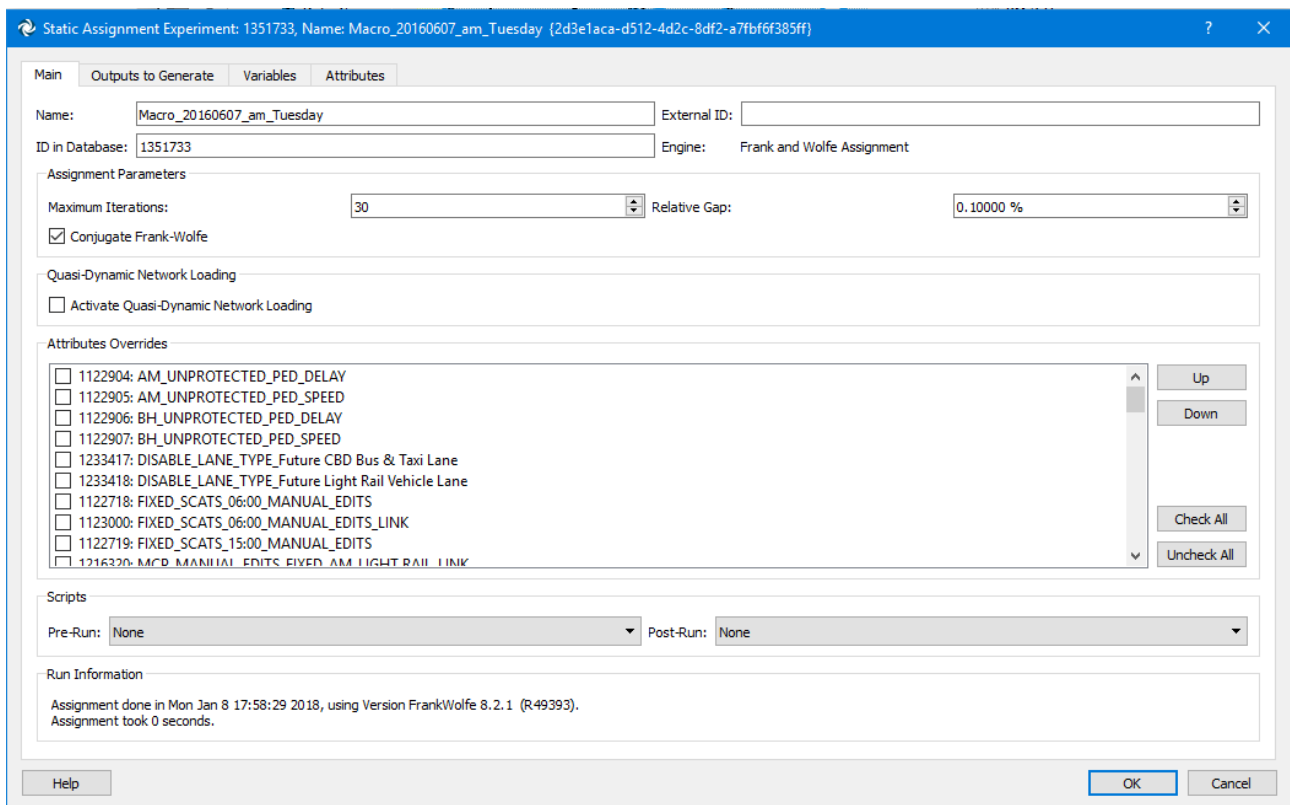 Static Assignment Experiment: 1351733, Name: Macro_20160607_am_Tuesday {2d3e1aca-d512-4d2c-8df2-a7fbf6f385ff}
Main Outputs to Generate Variables Attributes
Name: Macro_20160607_am_Tuesday External ID:
ID in Database: 1351733 Engine: Frank and Wolfe Assignment
Assignment Parameters
Maximum Iterations: 30 Relative Gap: 0.10000 %
Conjugate Frank-Wolfe
Quasi-Dynamic Network Loading
Activate Quasi-Dynamic Network Loading
Attributes Overrides
1122904: AM_UNPROTECTED_PED_DELAY
Up
1122905: AM_UNPROTECTED_PED_SPEED
1122906: BH_UNPROTECTED_PED_DELAY
Down
1122907: BH_UNPROTECTED_PED_SPEED
1233417: DISABLE_LANE_TYPE_Future CBD Bus & Taxi Lane
1233418: DISABLE_LANE_TYPE_Future Light Rail Vehicle Lane
1122718: FIXED_SCATS_06:00_MANUAL_EDITS
1123000: FIXED_SCATS_06:00_MANUAL_EDITS_LINK
Check All
1122719: FIXED_SCATS_15:00_MANUAL_EDITS
1216320: MCP_MANUAL_EDITS_FIXED_AM_LIGHT_RAIL_LINK
Uncheck All
Scripts
Pre-Run: None Post-Run: None
Run Information
Assignment done in Mon Jan 8 17:58:29 2018, using Version FrankWolfe 8.2.1 (R49393).
Assignment took 0 seconds.
Help OK Cancel